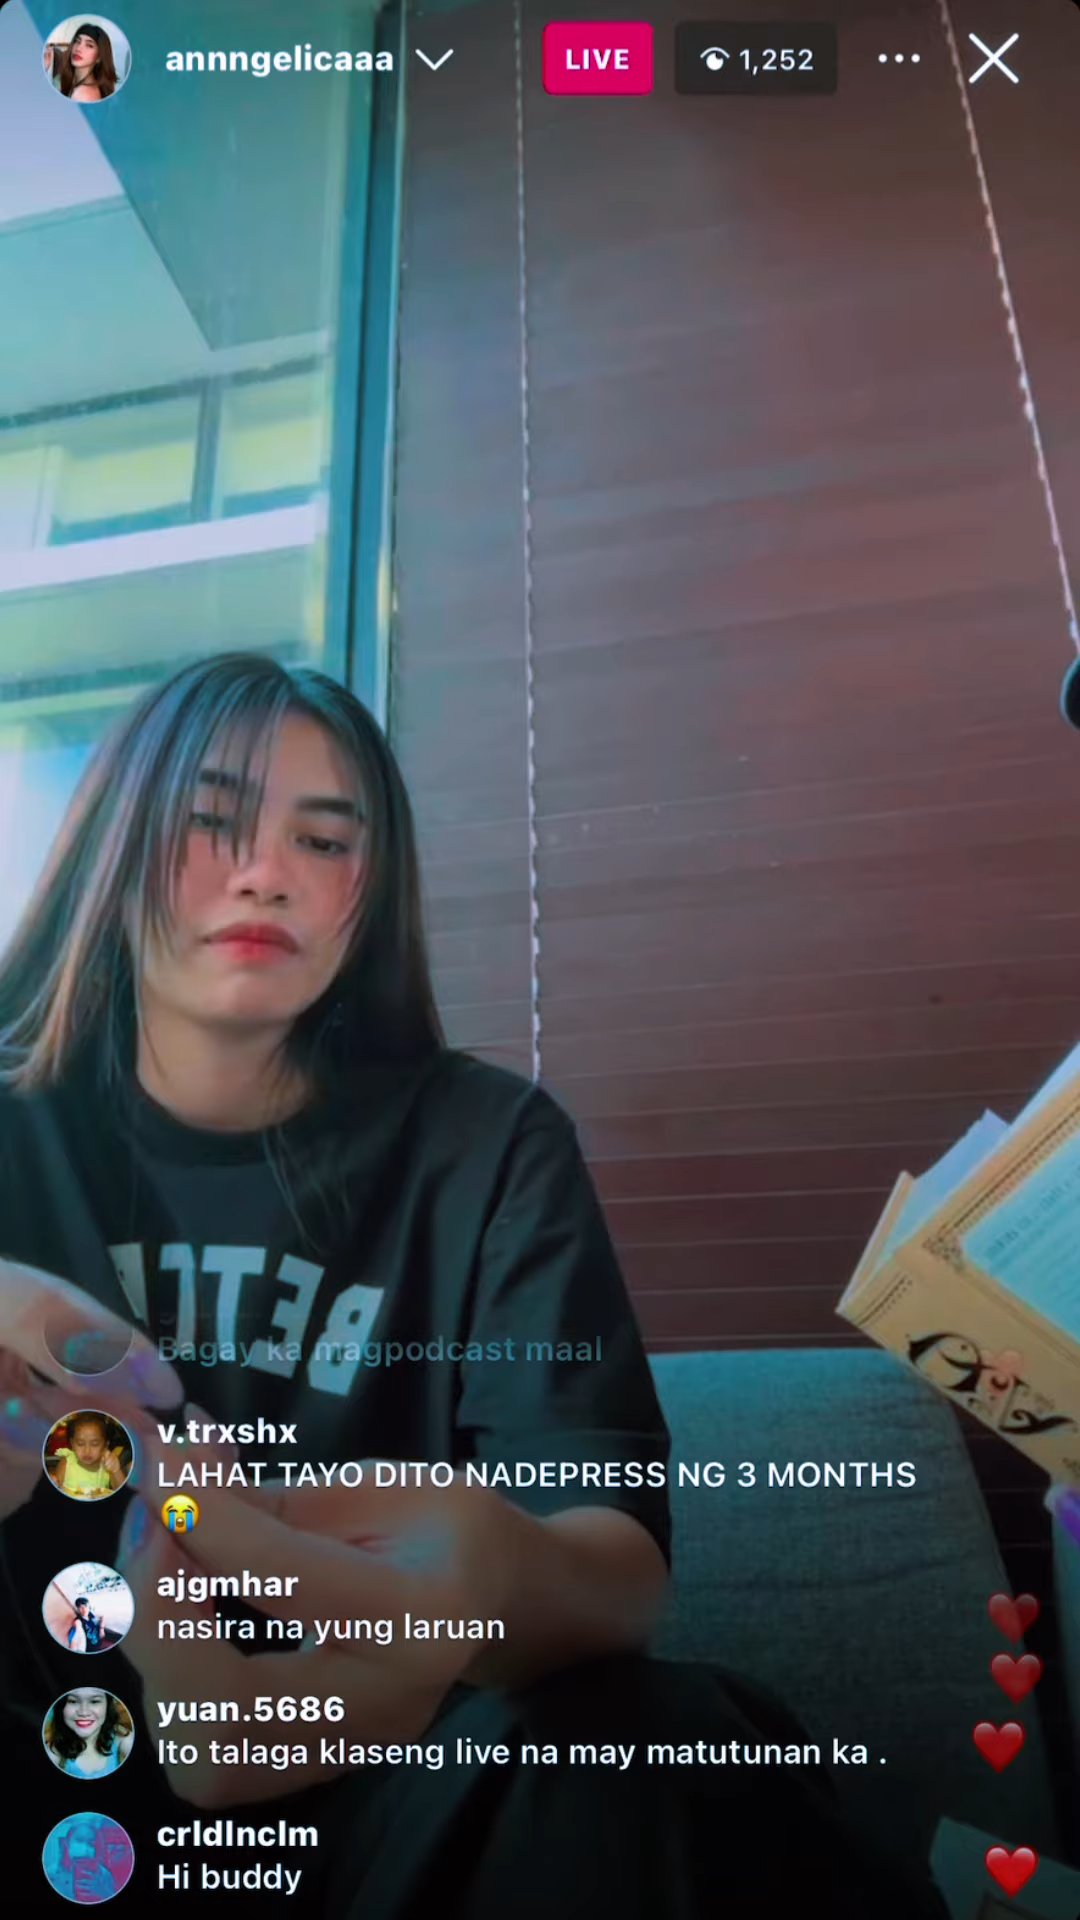 annngelicaaa
LIVE
1,252
Bagay ka magpodcast maal
v.trxshx
LAHAT TAYO DITO NADEPRESS NG 3 MONTHS
😭
ajgmhar
nasira na yung laruan
yuan.5686
Ito talaga klaseng live na may matutunan ka .
crldlnclm
Hi buddy